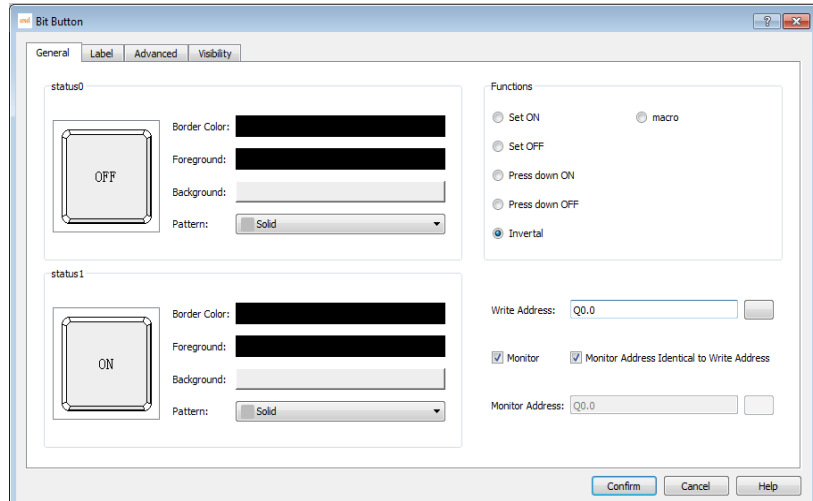 Bit Button
General Label Advanced Visibility
status0
OFF
Border Color:
Foreground:
Background:
Pattern: Solid
Functions
Set ON macro
Set OFF
Press down ON
Press down OFF
Invertal
status1
ON
Border Color:
Foreground:
Background:
Pattern: Solid
Write Address: Q0.0
Monitor Monitor Address Identical to Write Address
Monitor Address: Q0.0
Confirm Cancel Help